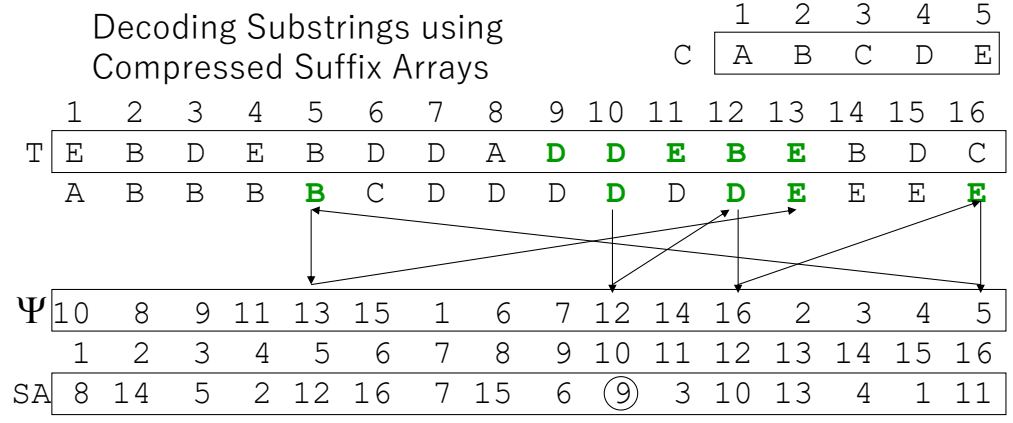 Decoding Substrings using
Compressed Suffix Arrays
1 2 3 4 5
C A B C D E
1 2 3 4 5 6 7 8 9 10 11 12 13 14 15 16
T E B D E B D D A D D E B E B D C
A B B B B C D D D D D D E E E E
Ψ 10 8 9 11 13 15 1 6 7 12 14 16 2 3 4 5
1 2 3 4 5 6 7 8 9 10 11 12 13 14 15 16
SA 8 14 5 2 12 16 7 15 6 9 3 10 13 4 1 11